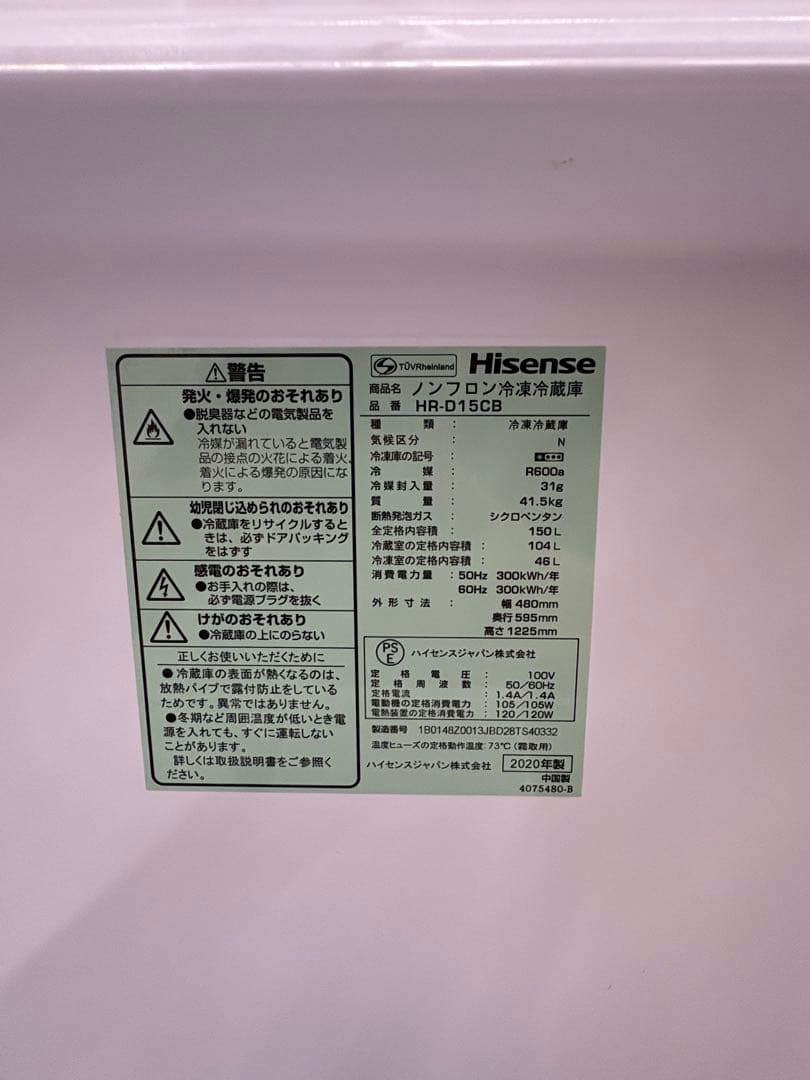 ⚠警告
発火・爆発のおそれあり
●脱臭器などの電気製品を
入れない
冷媒が漏れていると電気製
品の接点の火花による着火、
着火による爆発の原因にな
ります。
幼児閉じ込められのおそれあり
●冷蔵庫をリサイクルすると
きは、必ずドアパッキング
をはずす
感電のおそれあり
●お手入れの際は、
必ず電源プラグを抜く
けがのおそれあり
●冷蔵庫の上にのらない
正しくお使いいただくために
●冷蔵庫の表面が熱くなるのは、
放熱パイプで露付防止をしている
ためです。異常ではありません。
●冬期など周囲温度が低いとき電
源を入れても、すぐに運転しない
ことがあります。
詳しくは取扱説明書をご参照く
ださい。
TÜVRheinland Hisense
商品名 ノンフロン冷凍冷蔵庫
品番 HR-D15CB
種類 : 冷凍冷蔵庫
気候区分 : N
冷凍庫の記号 :
冷媒 : R600a
冷媒封入量 : 31g
質量 : 41.5kg
断熱発泡ガス : シクロペンタン
全定格内容積 : 150L
冷蔵室の定格内容積 : 104L
冷凍室の定格内容積 : 46L
消費電力量 : 50Hz 300kWh/年
60Hz 300kWh/年
外形寸法 : 幅480mm
奥行595mm
高さ1225mm
PSE ハイセンスジャパン株式会社
定格電圧 : 100V
定格周波数 : 50/60Hz
定格電流 : 1.4A/1.4A
電動機の定格消費電力 : 105/105W
電熱装置の定格消費電力 : 120/120W
製造番号 1B0148Z0013JBD28TS40332
温度ヒューズの定格動作温度: 73℃(霜取用)
ハイセンスジャパン株式会社 2020年製
中国製
4075480-B